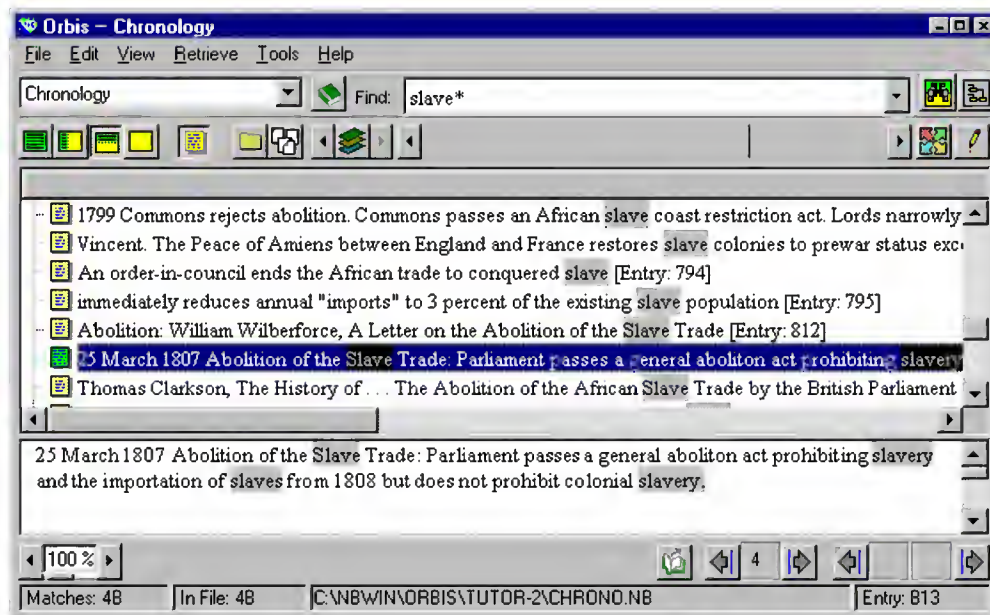 Orbis – Chronology
File Edit View Retrieve Tools Help
Chronology Find: slave*
1799 Commons rejects abolition. Commons passes an African slave coast restriction act. Lords narrowly
Vincent. The Peace of Amiens between England and France restores slave colonies to prewar status exc
An order-in-council ends the African trade to conquered slave [Entry: 794]
immediately reduces annual "imports" to 3 percent of the existing slave population [Entry: 795]
Abolition: William Wilberforce, A Letter on the Abolition of the Slave Trade [Entry: 812]
25 March 1807 Abolition of the Slave Trade: Parliament passes a general aboliton act prohibiting slavery
Thomas Clarkson, The History of . . . The Abolition of the African Slave Trade by the British Parliament
25 March 1807 Abolition of the Slave Trade: Parliament passes a general aboliton act prohibiting slavery
and the importation of slaves from 1808 but does not prohibit colonial slavery.
100 % 4
Matches: 48 In File: 48 C:\NBWIN\ORBIS\TUTOR-2\CHRONO.NB Entry: 813